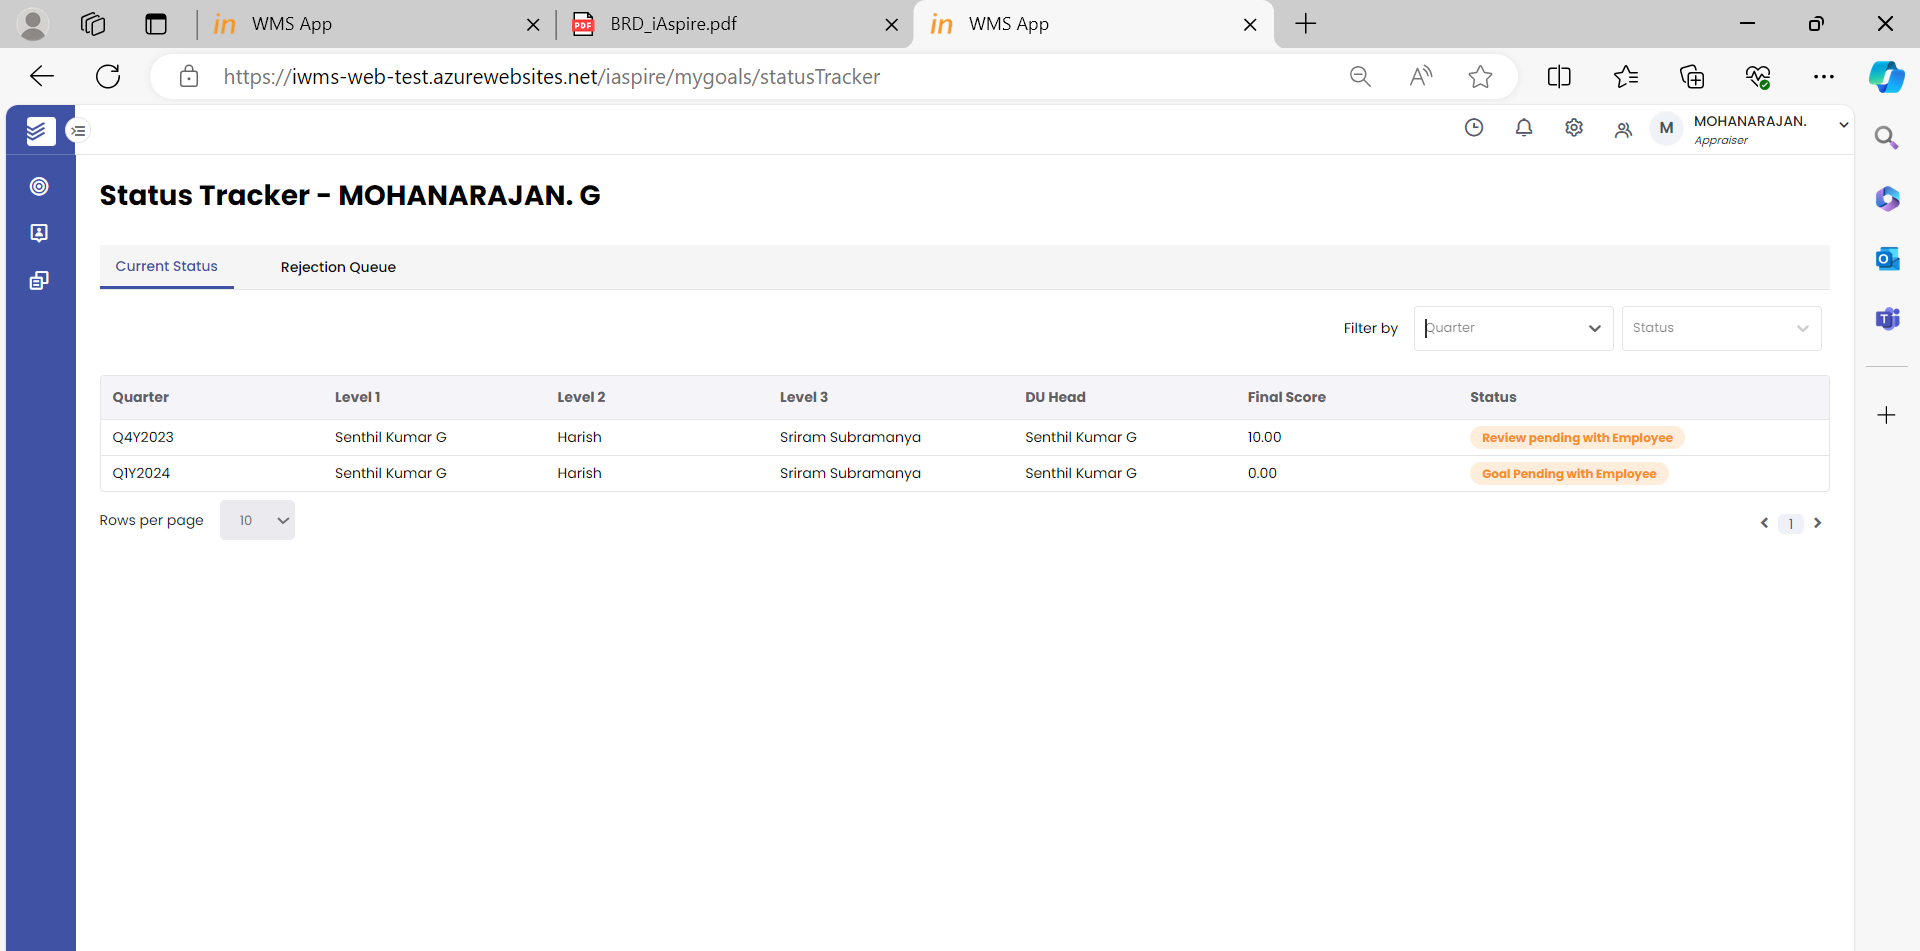 in WMS App
PDF BRD_iAspire.pdf
in WMS App
https://iwms-web-test.azurewebsites.net/iaspire/mygoals/statusTracker
M MOHANARAJAN.
Appraiser
Status Tracker - MOHANARAJAN. G
Current Status Rejection Queue
Filter by Quarter Status
Quarter Level 1 Level 2 Level 3 DU Head Final Score Status
Q4Y2023 Senthil Kumar G Harish Sriram Subramanya Senthil Kumar G 10.00 Review pending with Employee
Q1Y2024 Senthil Kumar G Harish Sriram Subramanya Senthil Kumar G 0.00 Goal Pending with Employee
Rows per page 10 1